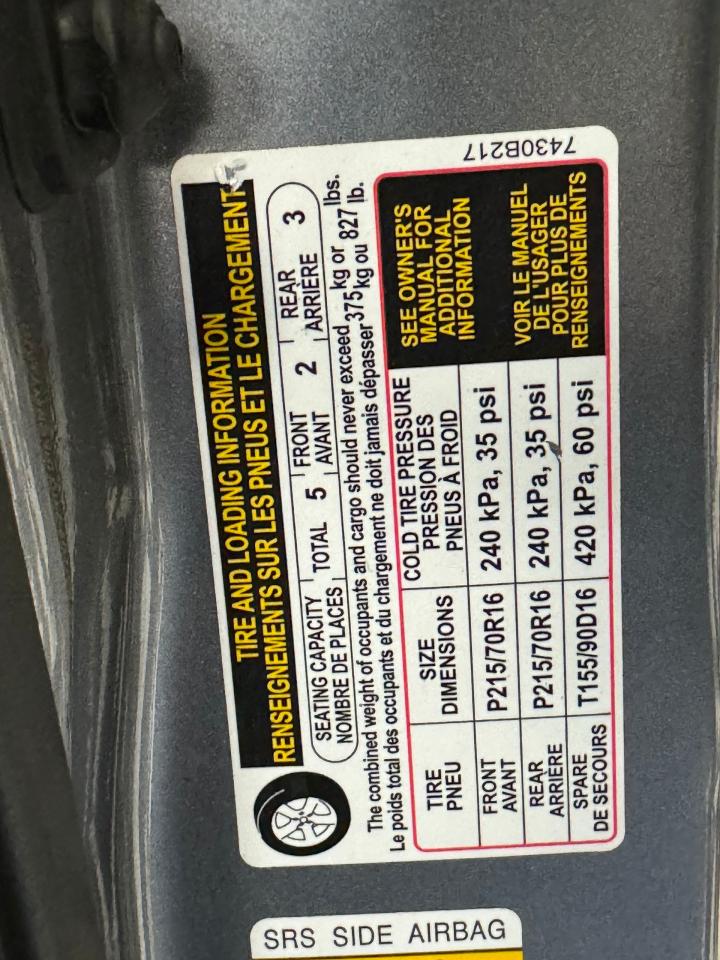 7430B217
TIRE AND LOADING INFORMATION
RENSEIGNEMENTS SUR LES PNEUS ET LE CHARGEMENT
SEATING CAPACITY
NOMBRE DE PLACES
TOTAL 5
FRONT
AVANT
2
REAR
ARRIÈRE
3
The combined weight of occupants and cargo should never exceed 375 kg or 827 lbs.
Le poids total des occupants et du chargement ne doit jamais dépasser 375 kg ou 827 lb.
TIRE
PNEU
SIZE
DIMENSIONS
COLD TIRE PRESSURE
PRESSION DES
PNEUS À FROID
SEE OWNER'S
MANUAL FOR
ADDITIONAL
INFORMATION
VOIR LE MANUEL
DE L'USAGER
POUR PLUS DE
RENSEIGNEMENTS
FRONT
AVANT
P215/70R16
240 kPa, 35 psi
REAR
ARRIÈRE
P215/70R16
240 kPa, 35 psi
SPARE
DE SECOURS
T155/90D16
420 kPa, 60 psi
SRS SIDE AIRBAG